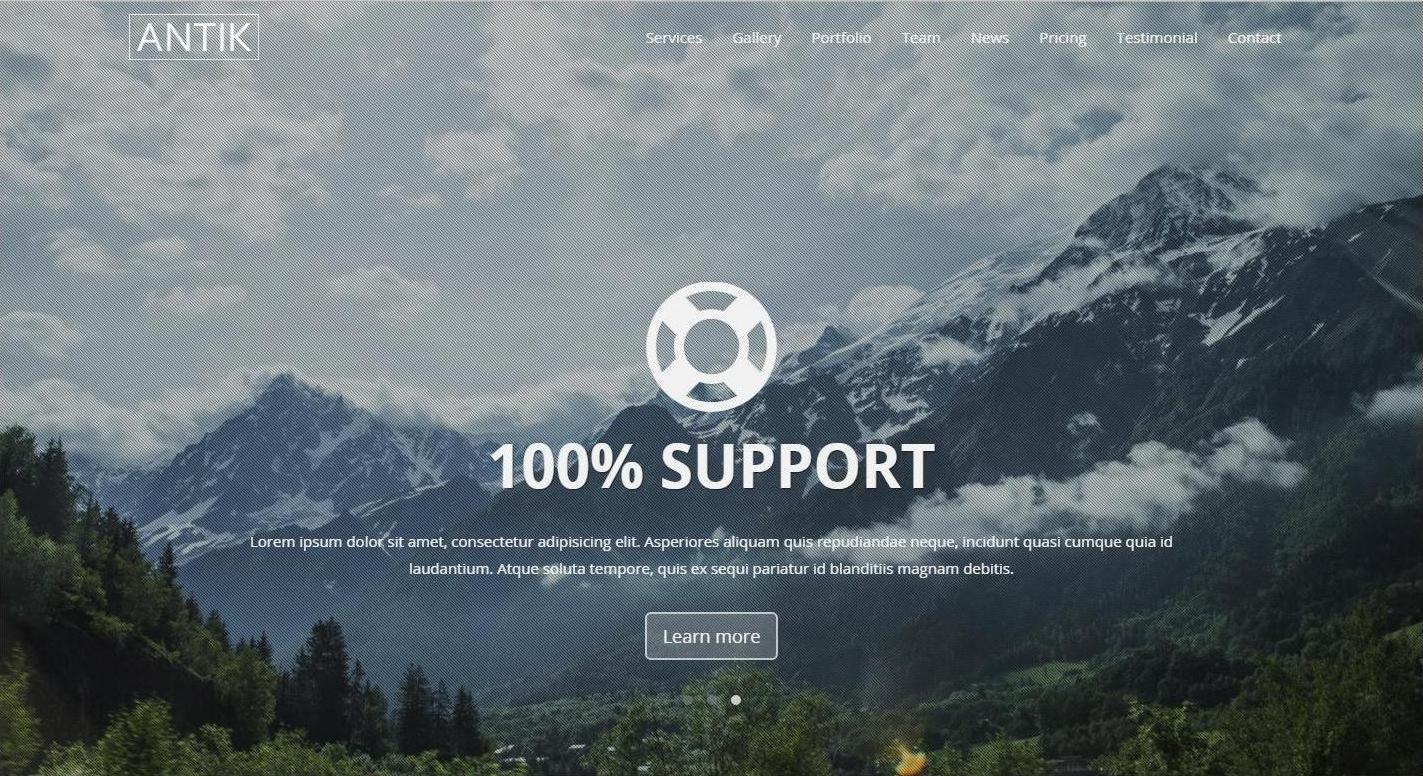 ANTIK
Services Gallery Portfolio Team News Pricing Testimonial Contact
100% SUPPORT
Lorem ipsum dolor sit amet, consectetur adipisicing elit. Asperiores aliquam quis repudiandae neque, incidunt quasi cumque quia id
laudantium. Atque soluta tempore, quis ex sequi pariatur id blanditiis magnam debitis.
Learn more